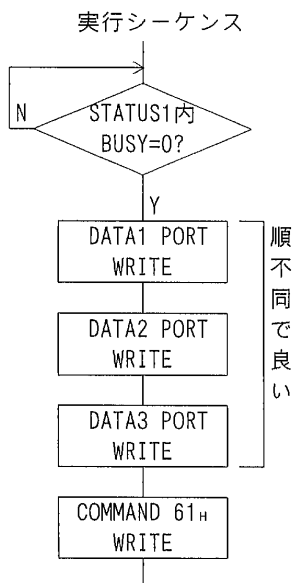 実行シーケンス
N
STATUS1内
BUSY=0?
Y
DATA1 PORT
WRITE
DATA2 PORT
WRITE
DATA3 PORT
WRITE
順不同で良い
COMMAND 61H
WRITE